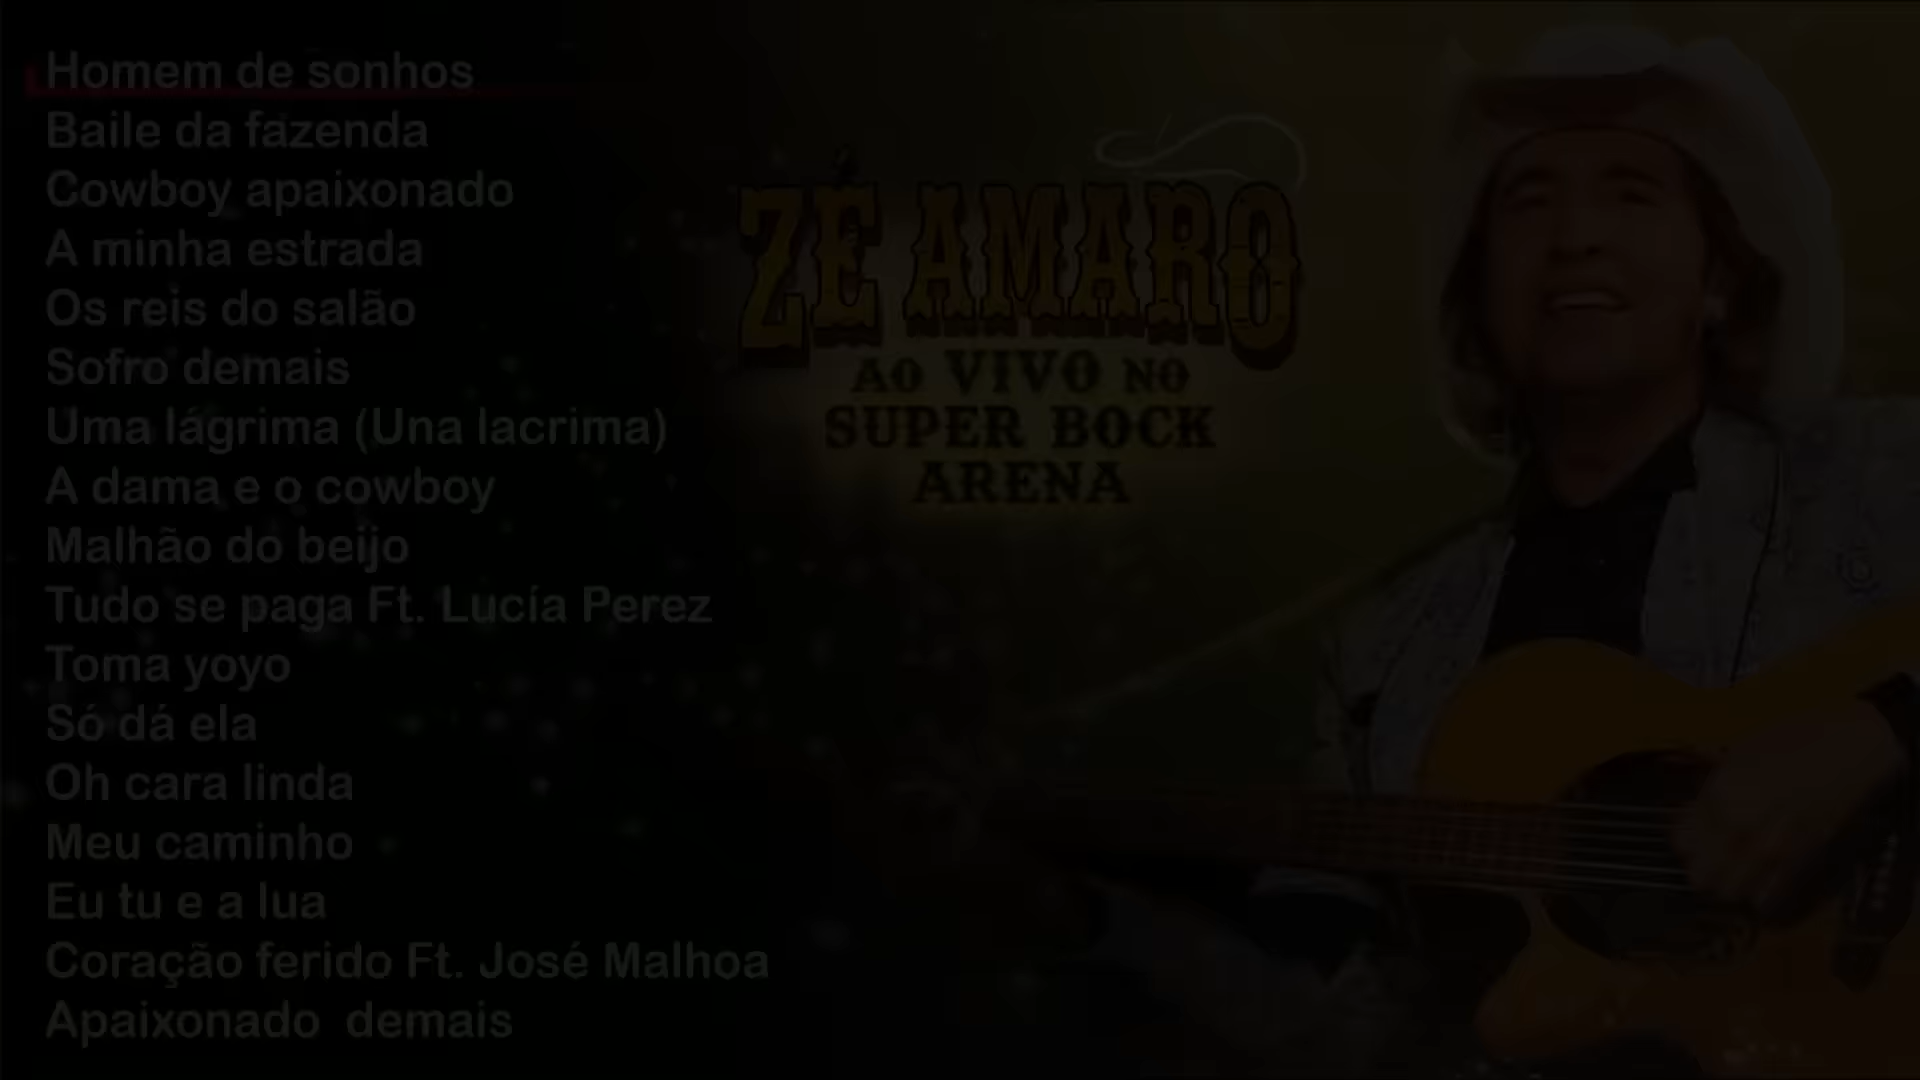 Homem de sonhos
Baile da fazenda
Cowboy apaixonado
A minha estrada
Os reis do salão
Sofro demais
Uma lágrima (Una lacrima)
A dama e o cowboy
Malhão do beijo
Tudo se paga Ft. Lucía Perez
Toma yoyo
Só dá ela
Oh cara linda
Meu caminho
Eu tu e a lua
Coração ferido Ft. José Malhoa
Apaixonado  demais
ZÉ AMARO
AO VIVO NO
SUPER BOCK
ARENA